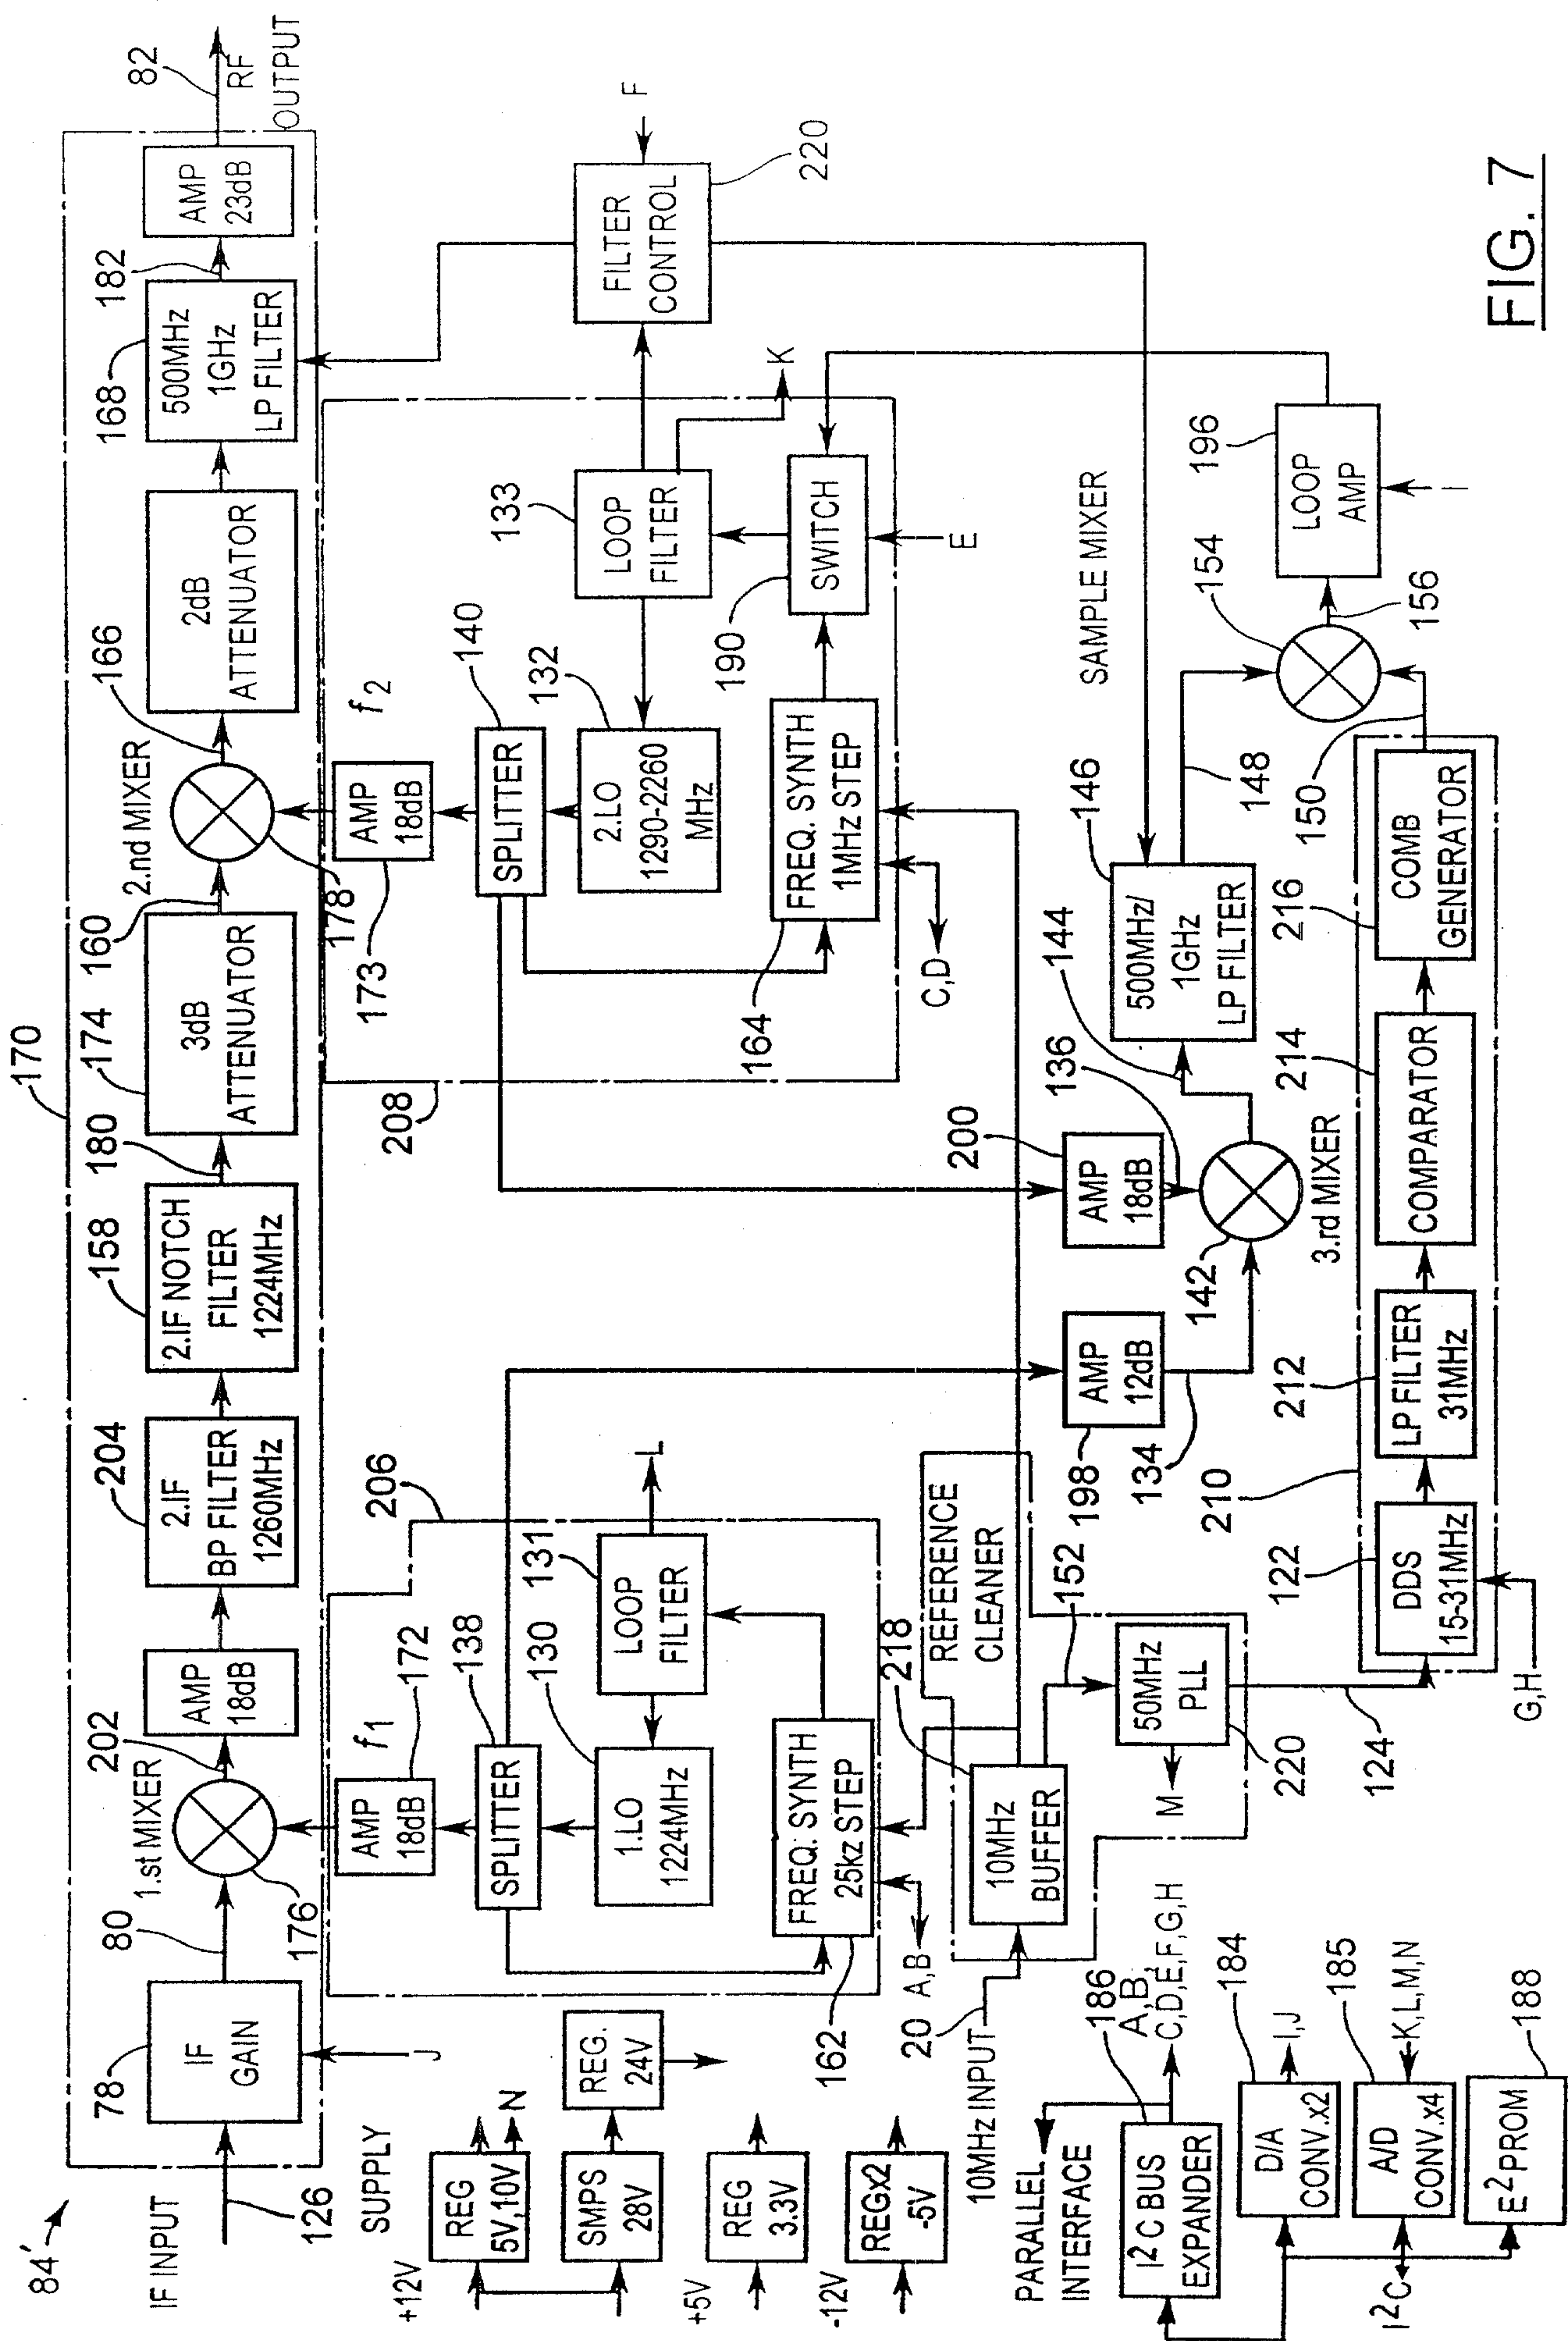 84'
IF INPUT
126
78
IF
GAIN
J
80
170
1.st MIXER
202
176
AMP
18dB
204
2.IF
BP FILTER
1260MHz
158
2.IF NOTCH
FILTER
1224MHz
180
174
3dB
ATTENUATOR
160
2.nd MIXER
178
166
2dB
ATTENUATOR
168
500MHz
1GHz
LP FILTER
182
AMP
23dB
82
RF
OUTPUT
SUPPLY
+12V
REG
5V,10V
N
SMPS
28V
REG.
24V
+5V
REG
3.3V
-12V
REGx2
-5V
f1
AMP
18dB
172
SPLITTER
138
1.LO
1224MHz
130
LOOP
FILTER
131
L
206
FREQ. SYNTH
25kz STEP
162
A,B
208
f2
AMP
18dB
173
SPLITTER
140
2.LO
1290-2260
MHz
132
LOOP
FILTER
133
K
FREQ. SYNTH
1MHz STEP
164
C,D
SWITCH
190
E
FILTER
CONTROL
220
F
10MHz INPUT
20
10MHz
BUFFER
218
REFERENCE
CLEANER
152
50MHz
PLL
220
M
124
AMP
12dB
198
134
AMP
18dB
200
136
142
3.rd MIXER
144
500MHz/
1GHz
LP FILTER
146
148
SAMPLE MIXER
154
150
156
LOOP
AMP
196
I
210
DDS
15-31MHz
122
G,H
LP FILTER
31MHz
212
COMPARATOR
214
COMB
GENERATOR
216
PARALLEL
INTERFACE
I2C BUS
EXPANDER
186
A,B,
C,D,E,F,G,H
D/A
CONV.x2
184
I,J
A/D
CONV.x4
185
K,L,M,N
I2C
E2PROM
188
FIG. 7